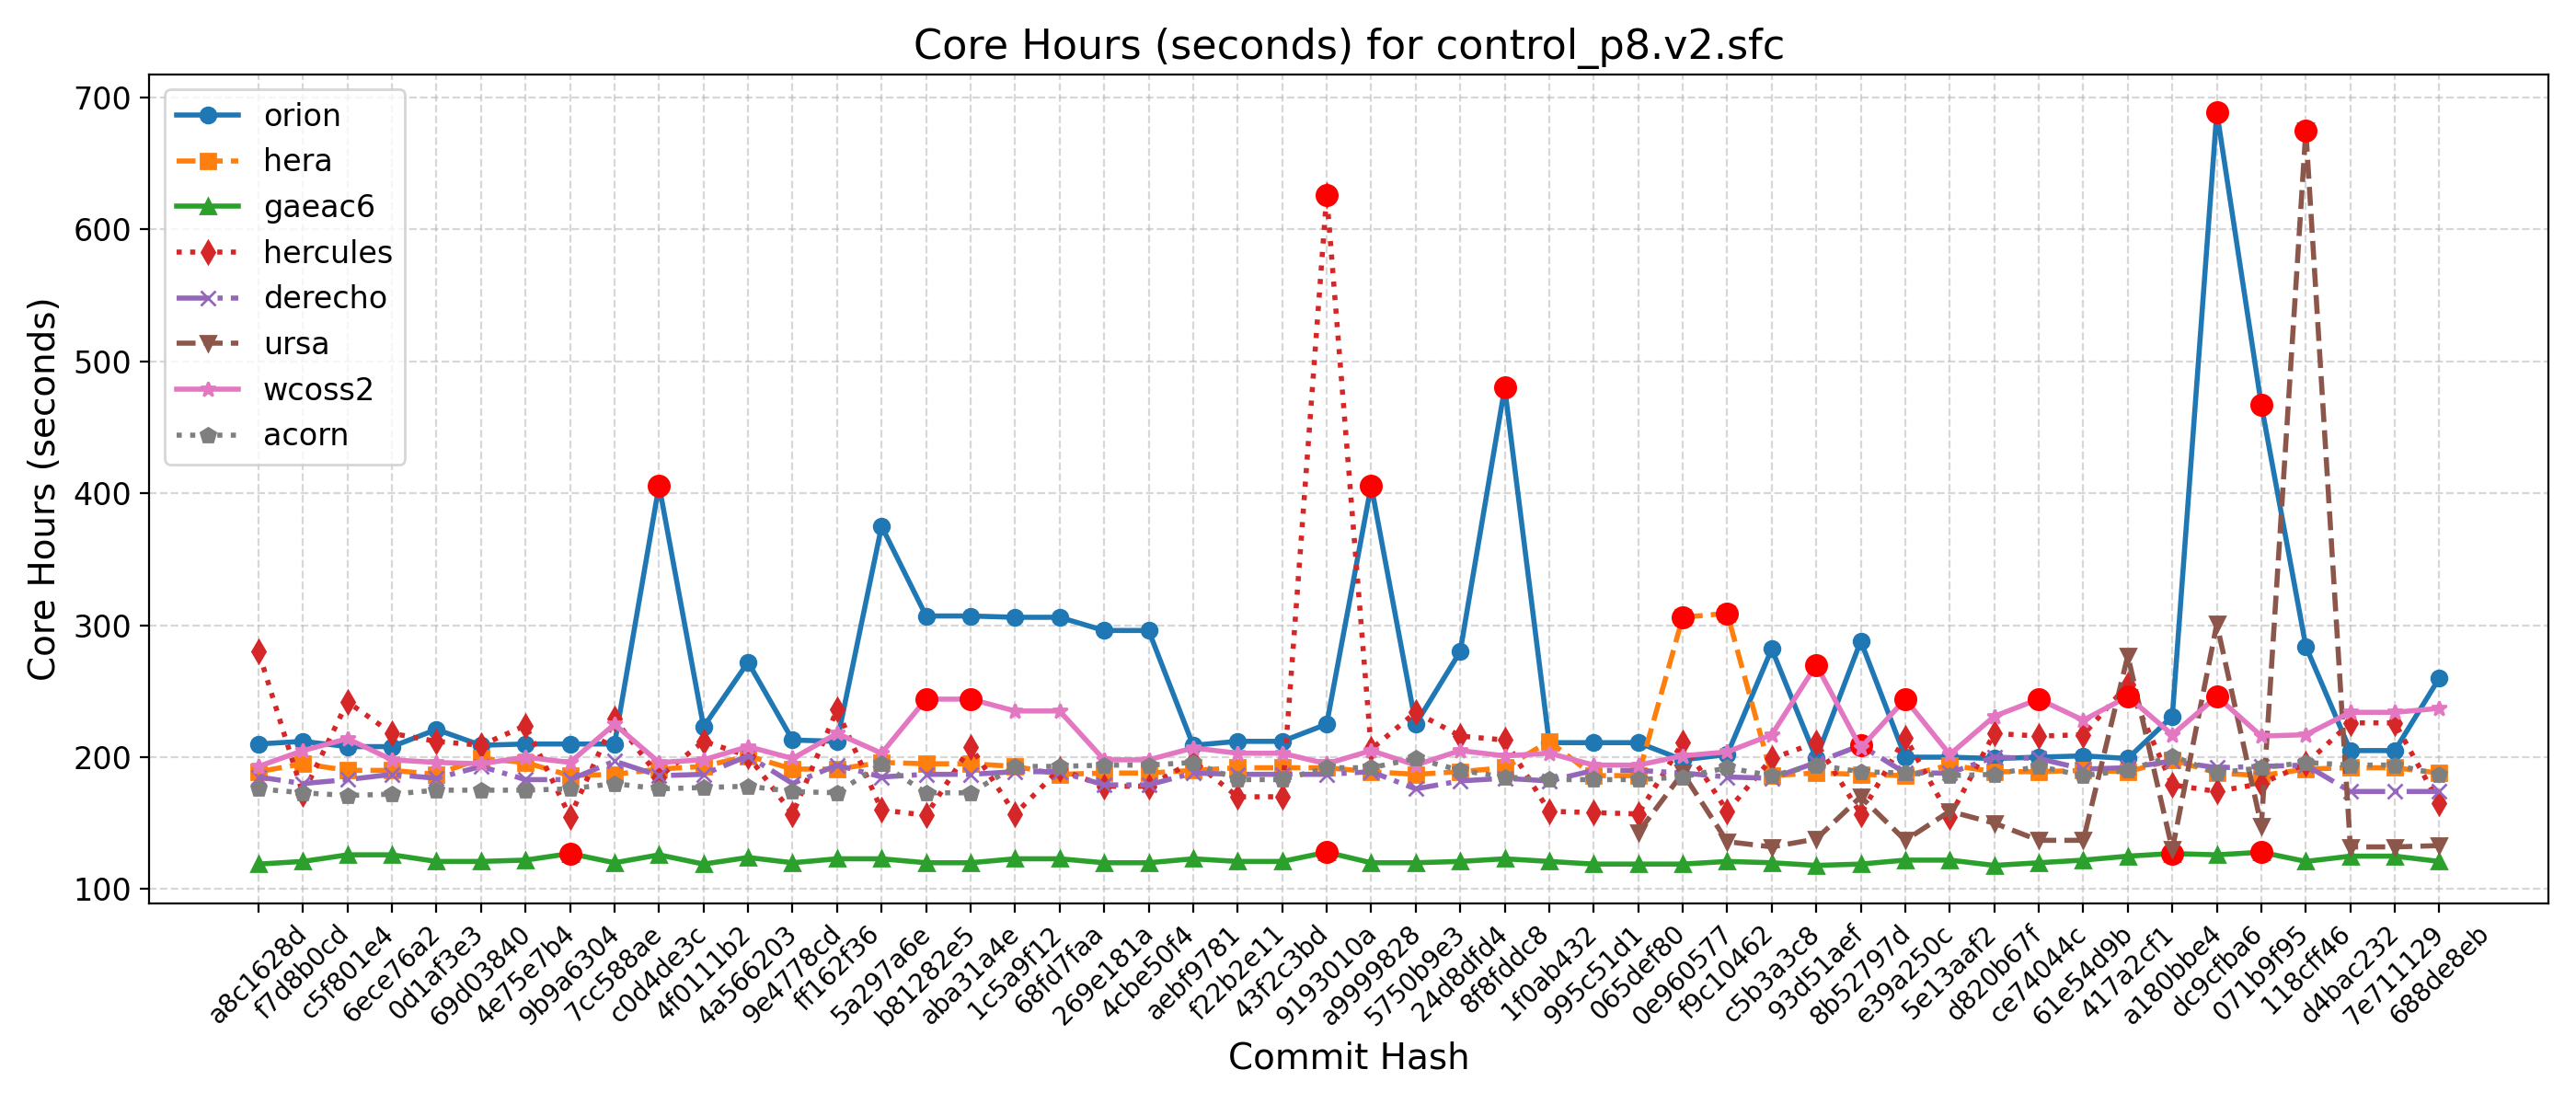 Core Hours (seconds) for control_p8.v2.sfc
Core Hours (seconds)
700
600
500
400
300
200
100
orion
hera
gaeac6
hercules
derecho
ursa
wcoss2
acorn
a8c1628d
f7d8b0cd
c5f801e4
6ece76a2
0d1af3e3
69d03840
4e75e7b4
9b9a6304
7cc588ae
c0d4de3c
4f0111b2
4a566203
9e4778cd
ff162f36
5a297a6e
b81282e5
aba31a4e
1c5a9f12
68fd7faa
269e181a
4cbe50f4
aebf9781
f22b2e11
43f2c3bd
9193010a
a9999828
5750b9e3
24d8dfd4
8f8fddc8
1f0ab432
995c51d1
065def80
0e960577
f9c10462
c5b3a3c8
93d51aef
8b52797d
e39a250c
5e13aaf2
d820b67f
ce74044c
61e54d9b
417a2cf1
a180bbe4
dc9cfba6
071b9f95
118cff46
d4bac232
7e711129
688de8eb
Commit Hash